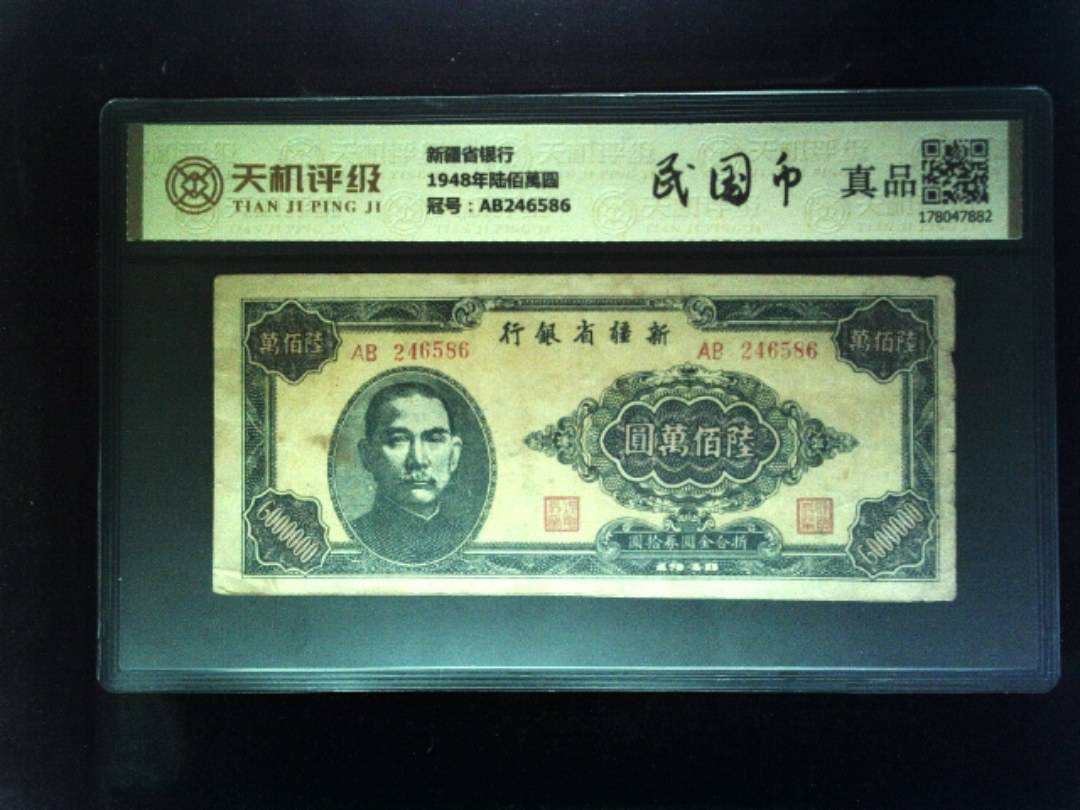 天机评级
TIAN JI PING JI
新疆省银行
1948年陆佰萬圆
冠号：AB246586
民国币
真品
178047882
行銀省疆新
萬佰陸
萬佰陸
AB 246586
AB 246586
圓萬佰陸
6000000
6000000
圓拾叁圓金合折